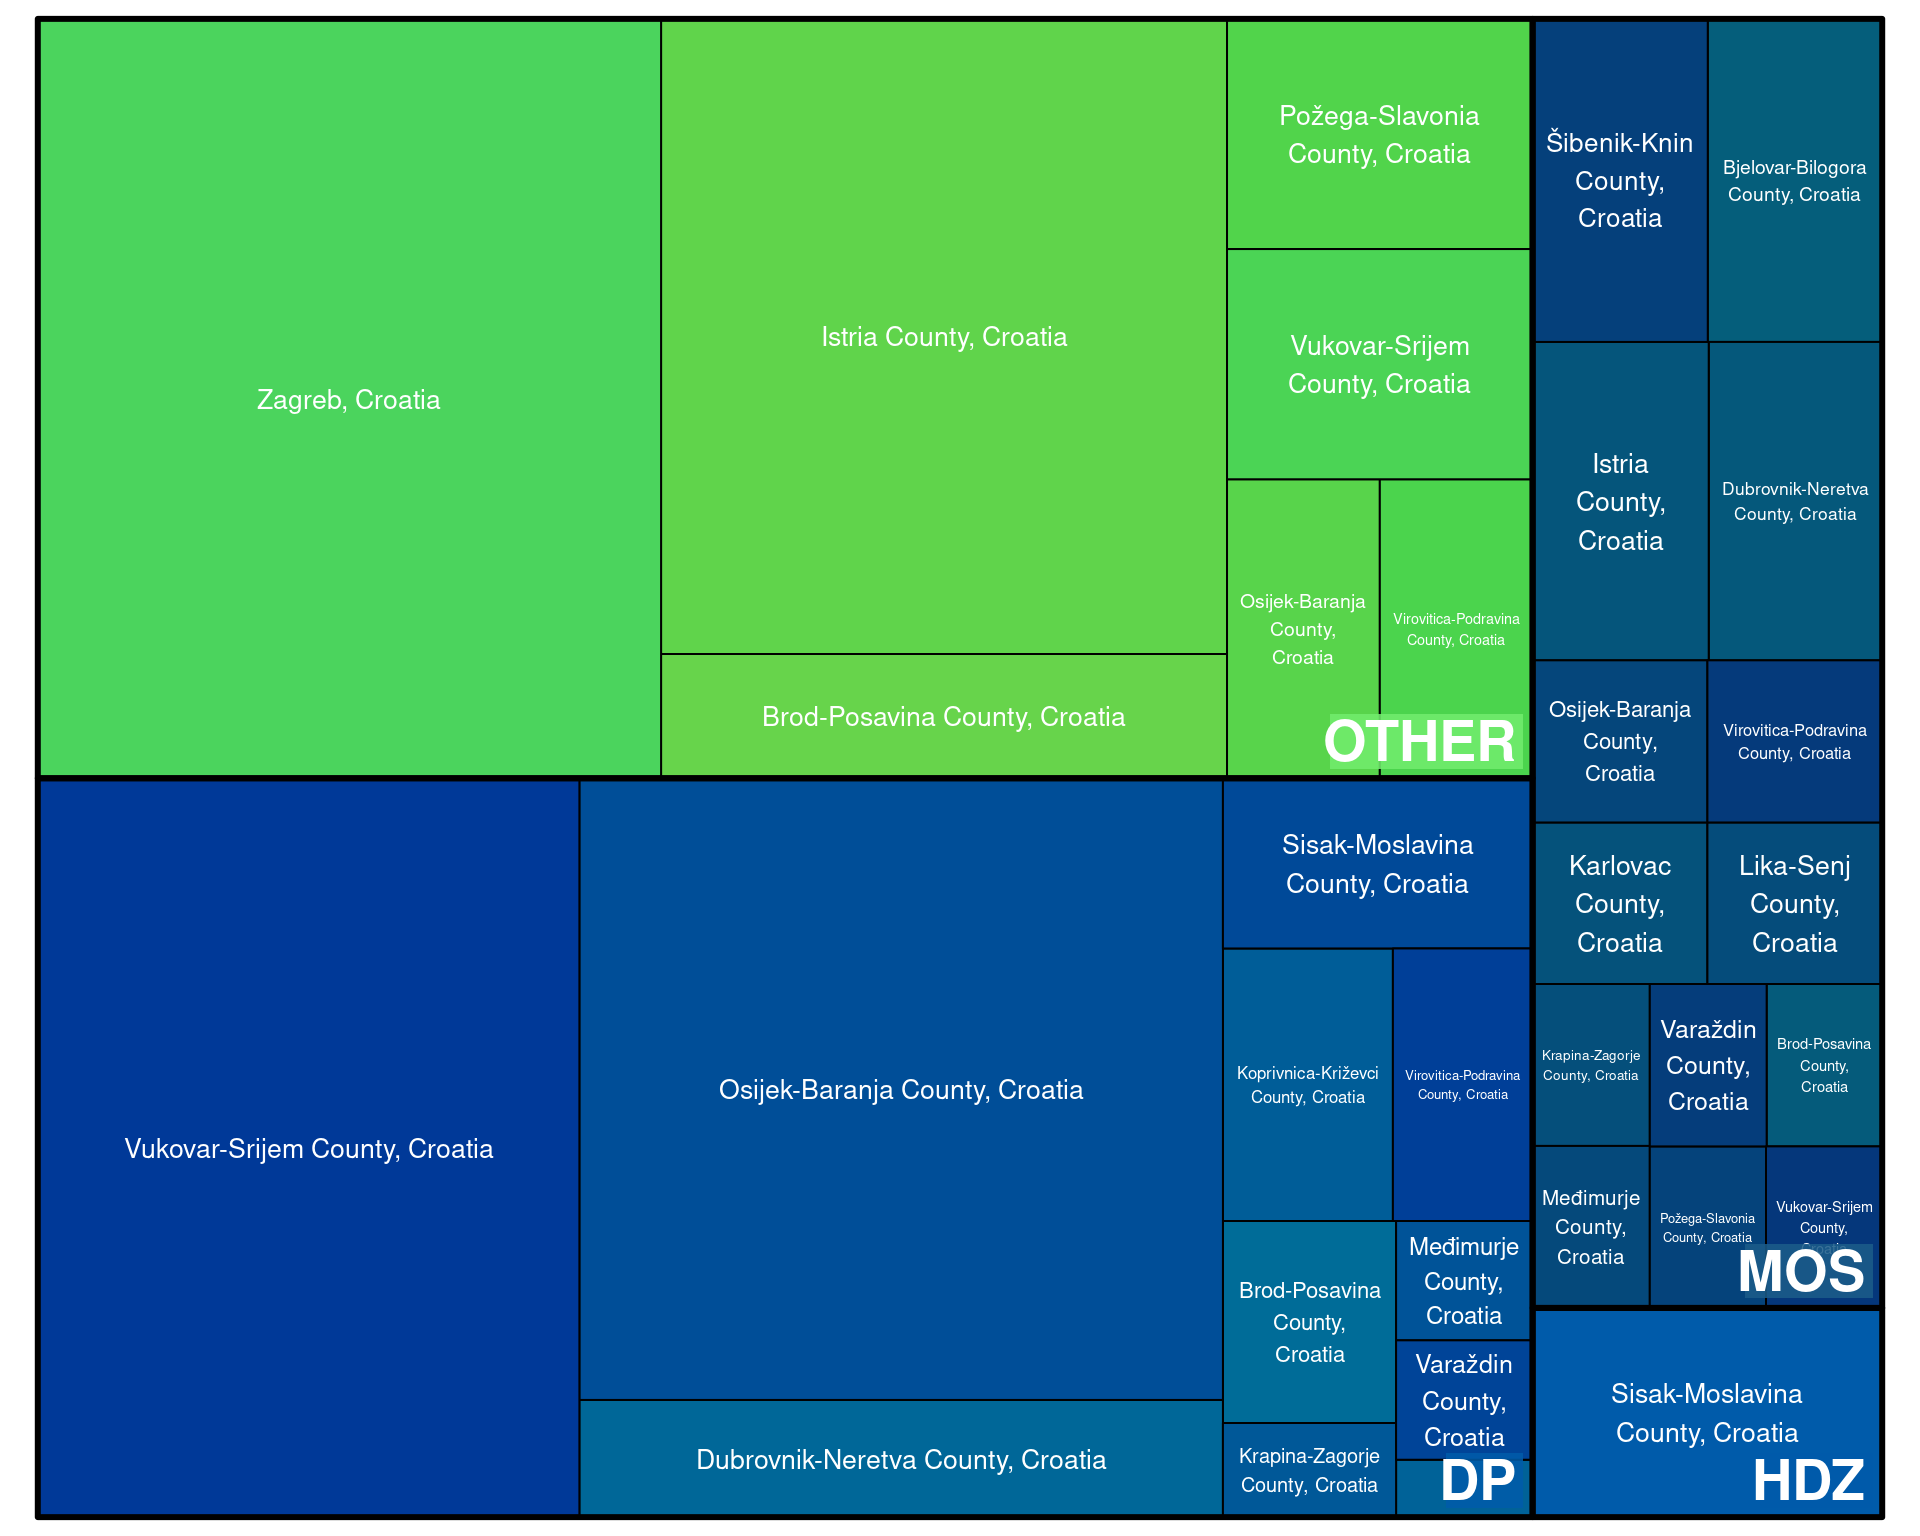 Zagreb, Croatia
Istria County, Croatia
Brod-Posavina County, Croatia
Požega-Slavonia
County, Croatia
Vukovar-Srijem
County, Croatia
Osijek-Baranja
County,
Croatia
Virovitica-Podravina
County, Croatia
OTHER
Vukovar-Srijem County, Croatia
Osijek-Baranja County, Croatia
Dubrovnik-Neretva County, Croatia
Sisak-Moslavina
County, Croatia
Koprivnica-Križevci
County, Croatia
Virovitica-Podravina
County, Croatia
Brod-Posavina
County,
Croatia
Međimurje
County,
Croatia
Varaždin
County,
Croatia
Krapina-Zagorje
County, Croatia
DP
Šibenik-Knin
County,
Croatia
Bjelovar-Bilogora
County, Croatia
Istria
County,
Croatia
Dubrovnik-Neretva
County, Croatia
Osijek-Baranja
County,
Croatia
Virovitica-Podravina
County, Croatia
Karlovac
County,
Croatia
Lika-Senj
County,
Croatia
Krapina-Zagorje
County, Croatia
Varaždin
County,
Croatia
Brod-Posavina
County,
Croatia
Međimurje
County,
Croatia
Požega-Slavonia
County, Croatia
Vukovar-Srijem
County,
MOS
Sisak-Moslavina
County, Croatia
HDZ